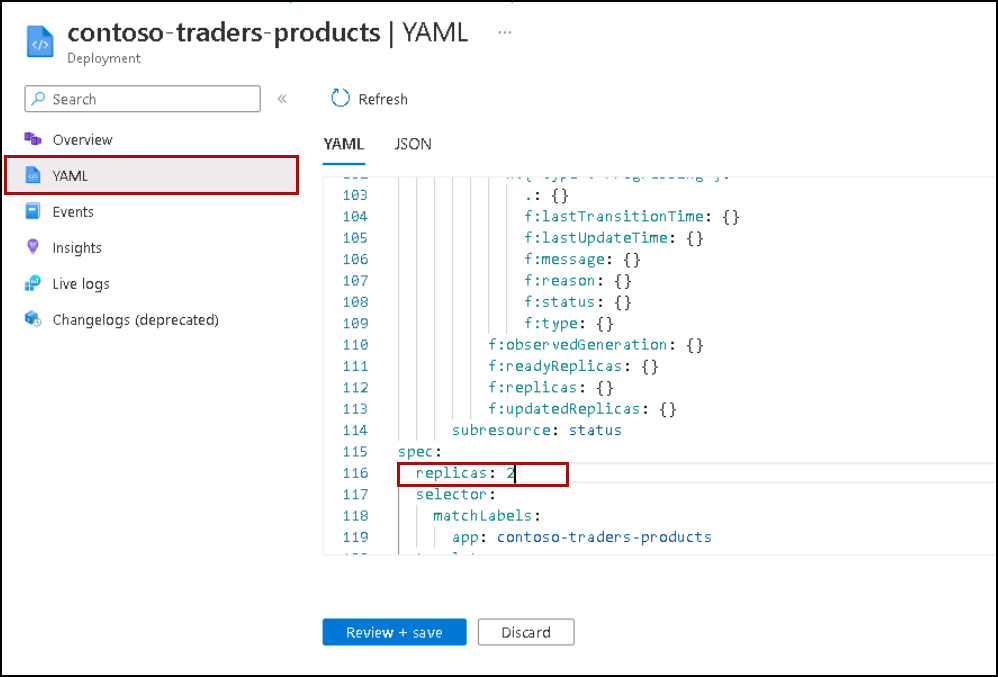 contoso-traders-products | YAML ...
Deployment
Search «
Refresh
Overview
YAML
Events
Insights
Live logs
Changelogs (deprecated)
YAML JSON
103 .: {}
104 f:lastTransitionTime: {}
105 f:lastUpdateTime: {}
106 f:message: {}
107 f:reason: {}
108 f:status: {}
109 f:type: {}
110 f:observedGeneration: {}
111 f:readyReplicas: {}
112 f:replicas: {}
113 f:updatedReplicas: {}
114 subresource: status
115 spec:
116 replicas: 2
117 selector:
118 matchLabels:
119 app: contoso-traders-products
Review + save Discard